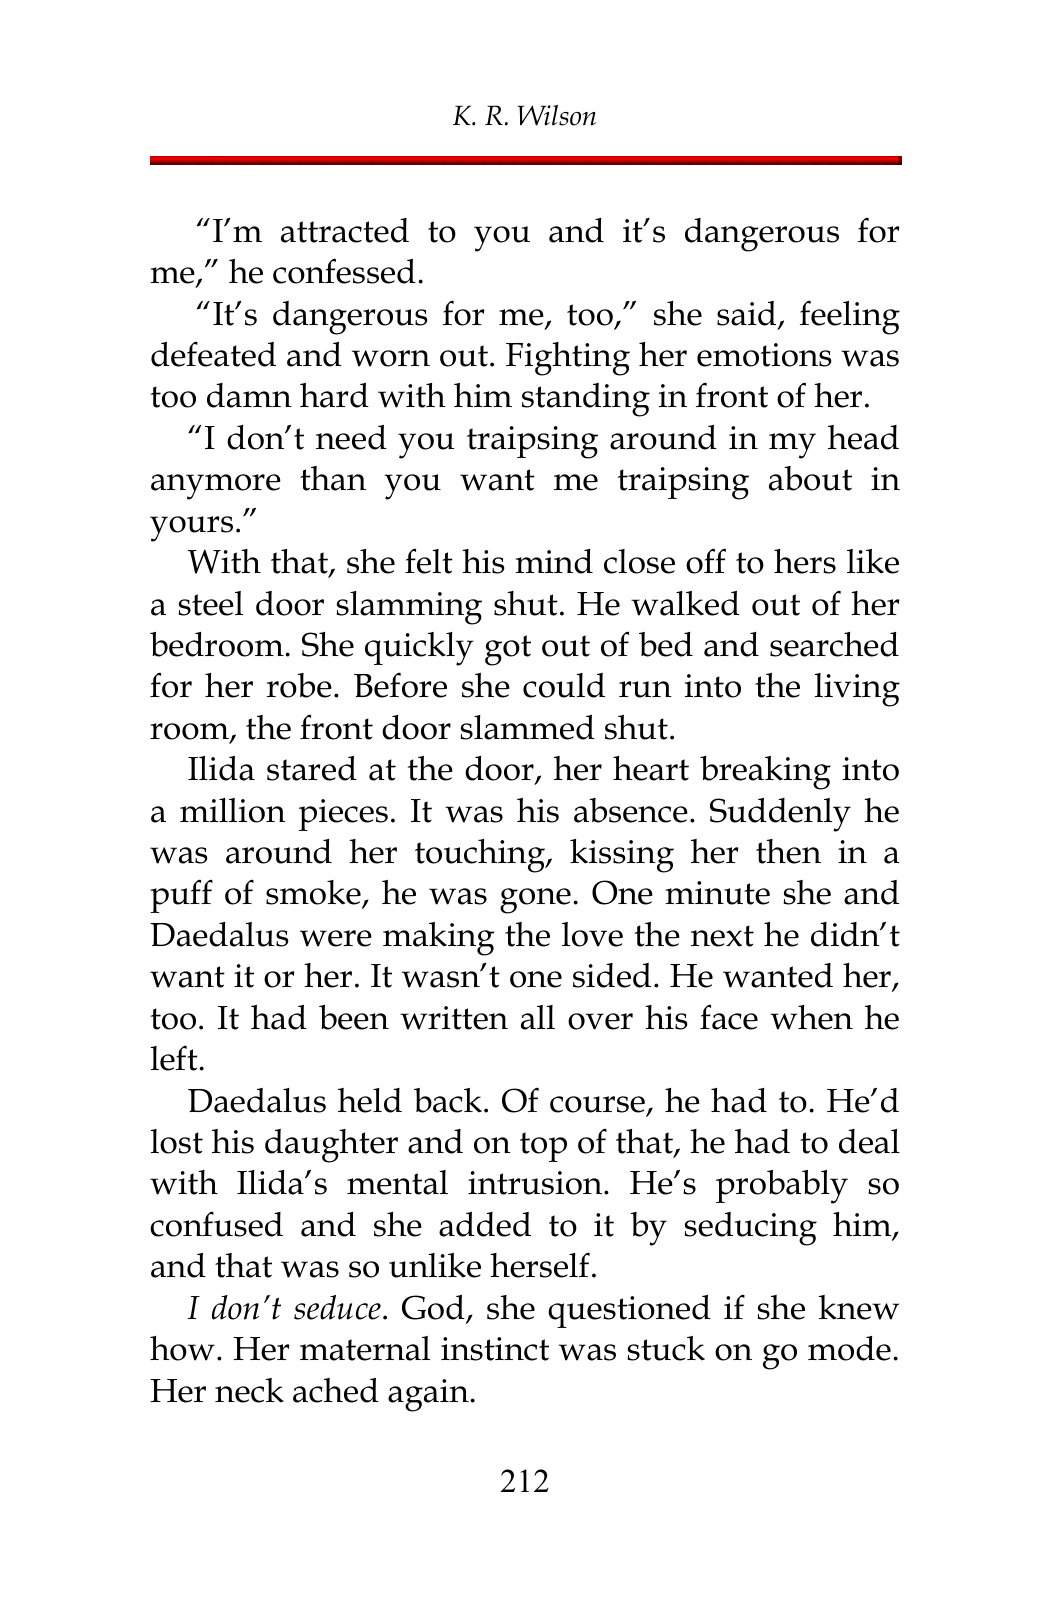 K. R. Wilson
“I’m attracted to you and it’s dangerous for
me,” he confessed.
“It’s dangerous for me, too,” she said, feeling
defeated and worn out. Fighting her emotions was
too damn hard with him standing in front of her.
“I don’t need you traipsing around in my head
anymore than you want me traipsing about in
yours.”
With that, she felt his mind close off to hers like
a steel door slamming shut. He walked out of her
bedroom. She quickly got out of bed and searched
for her robe. Before she could run into the living
room, the front door slammed shut.
Ilida stared at the door, her heart breaking into
a million pieces. It was his absence. Suddenly he
was around her touching, kissing her then in a
puff of smoke, he was gone. One minute she and
Daedalus were making the love the next he didn’t
want it or her. It wasn’t one sided. He wanted her,
too. It had been written all over his face when he
left.
Daedalus held back. Of course, he had to. He’d
lost his daughter and on top of that, he had to deal
with Ilida’s mental intrusion. He’s probably so
confused and she added to it by seducing him,
and that was so unlike herself.
I don’t seduce. God, she questioned if she knew
how. Her maternal instinct was stuck on go mode.
Her neck ached again.
212